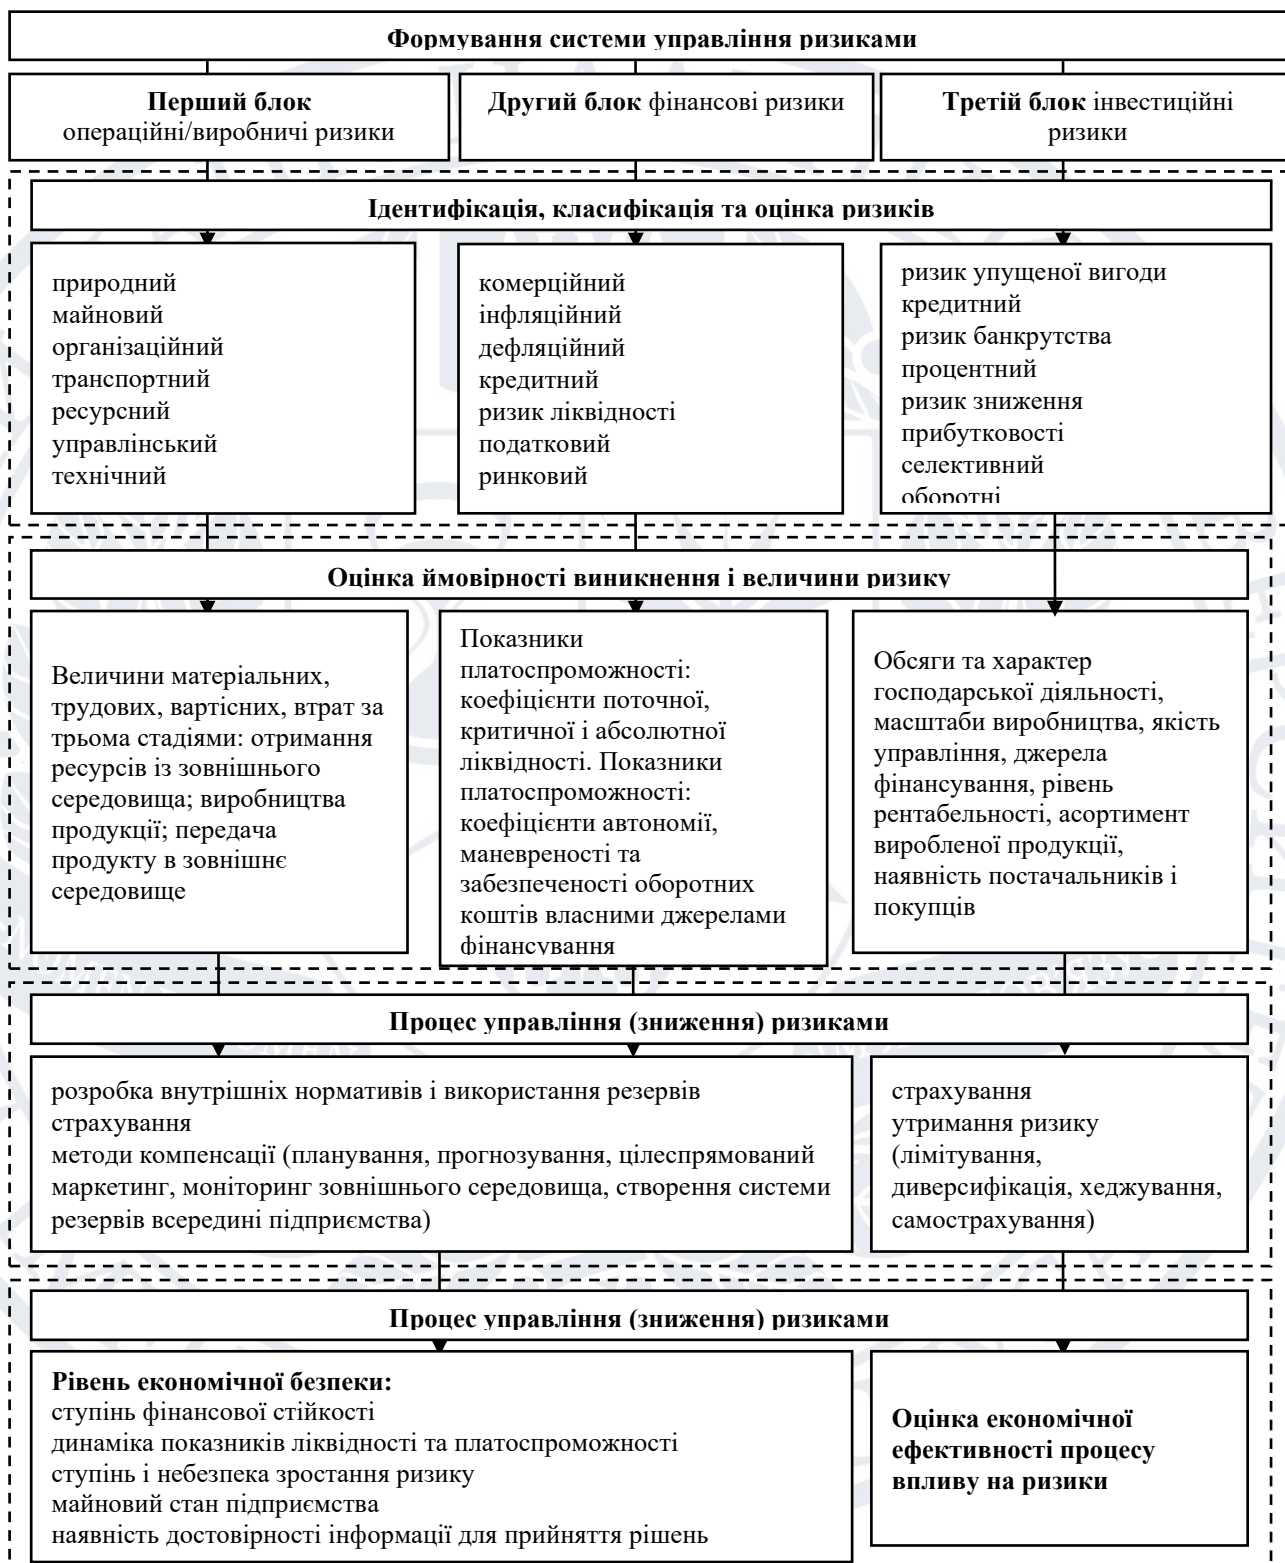 Формування системи управління ризиками
Перший блок
операційні/виробничі ризики
Другий блок фінансові ризики
Третій блок інвестиційні
ризики
Ідентифікація, класифікація та оцінка ризиків
природний
майновий
організаційний
транспортний
ресурсний
управлінський
технічний
комерційний
інфляційний
дефляційний
кредитний
ризик ліквідності
податковий
ринковий
ризик упущеної вигоди
кредитний
ризик банкрутства
процентний
ризик зниження
прибутковості
селективний
оборотні
Оцінка ймовірності виникнення і величини ризику
Величини матеріальних,
трудових, вартісних, втрат за
трьома стадіями: отримання
ресурсів із зовнішнього
середовища; виробництва
продукції; передача
продукту в зовнішнє
середовище
Показники
платоспроможності:
коефіцієнти поточної,
критичної і абсолютної
ліквідності. Показники
платоспроможності:
коефіцієнти автономії,
маневреності та
забезпеченості оборотних
коштів власними джерелами
фінансування
Обсяги та характер
господарської діяльності,
масштаби виробництва, якість
управління, джерела
фінансування, рівень
рентабельності, асортимент
виробленої продукції,
наявність постачальників і
покупців
Процес управління (зниження) ризиками
розробка внутрішніх нормативів і використання резервів
страхування
методи компенсації (планування, прогнозування, цілеспрямований
маркетинг, моніторинг зовнішнього середовища, створення системи
резервів всередині підприємства)
страхування
утримання ризику
(лімітування,
диверсифікація, хеджування,
самострахування)
Процес управління (зниження) ризиками
Рівень економічної безпеки:
ступінь фінансової стійкості
динаміка показників ліквідності та платоспроможності
ступінь і небезпека зростання ризику
майновий стан підприємства
наявність достовірності інформації для прийняття рішень
Оцінка економічної
ефективності процесу
впливу на ризики